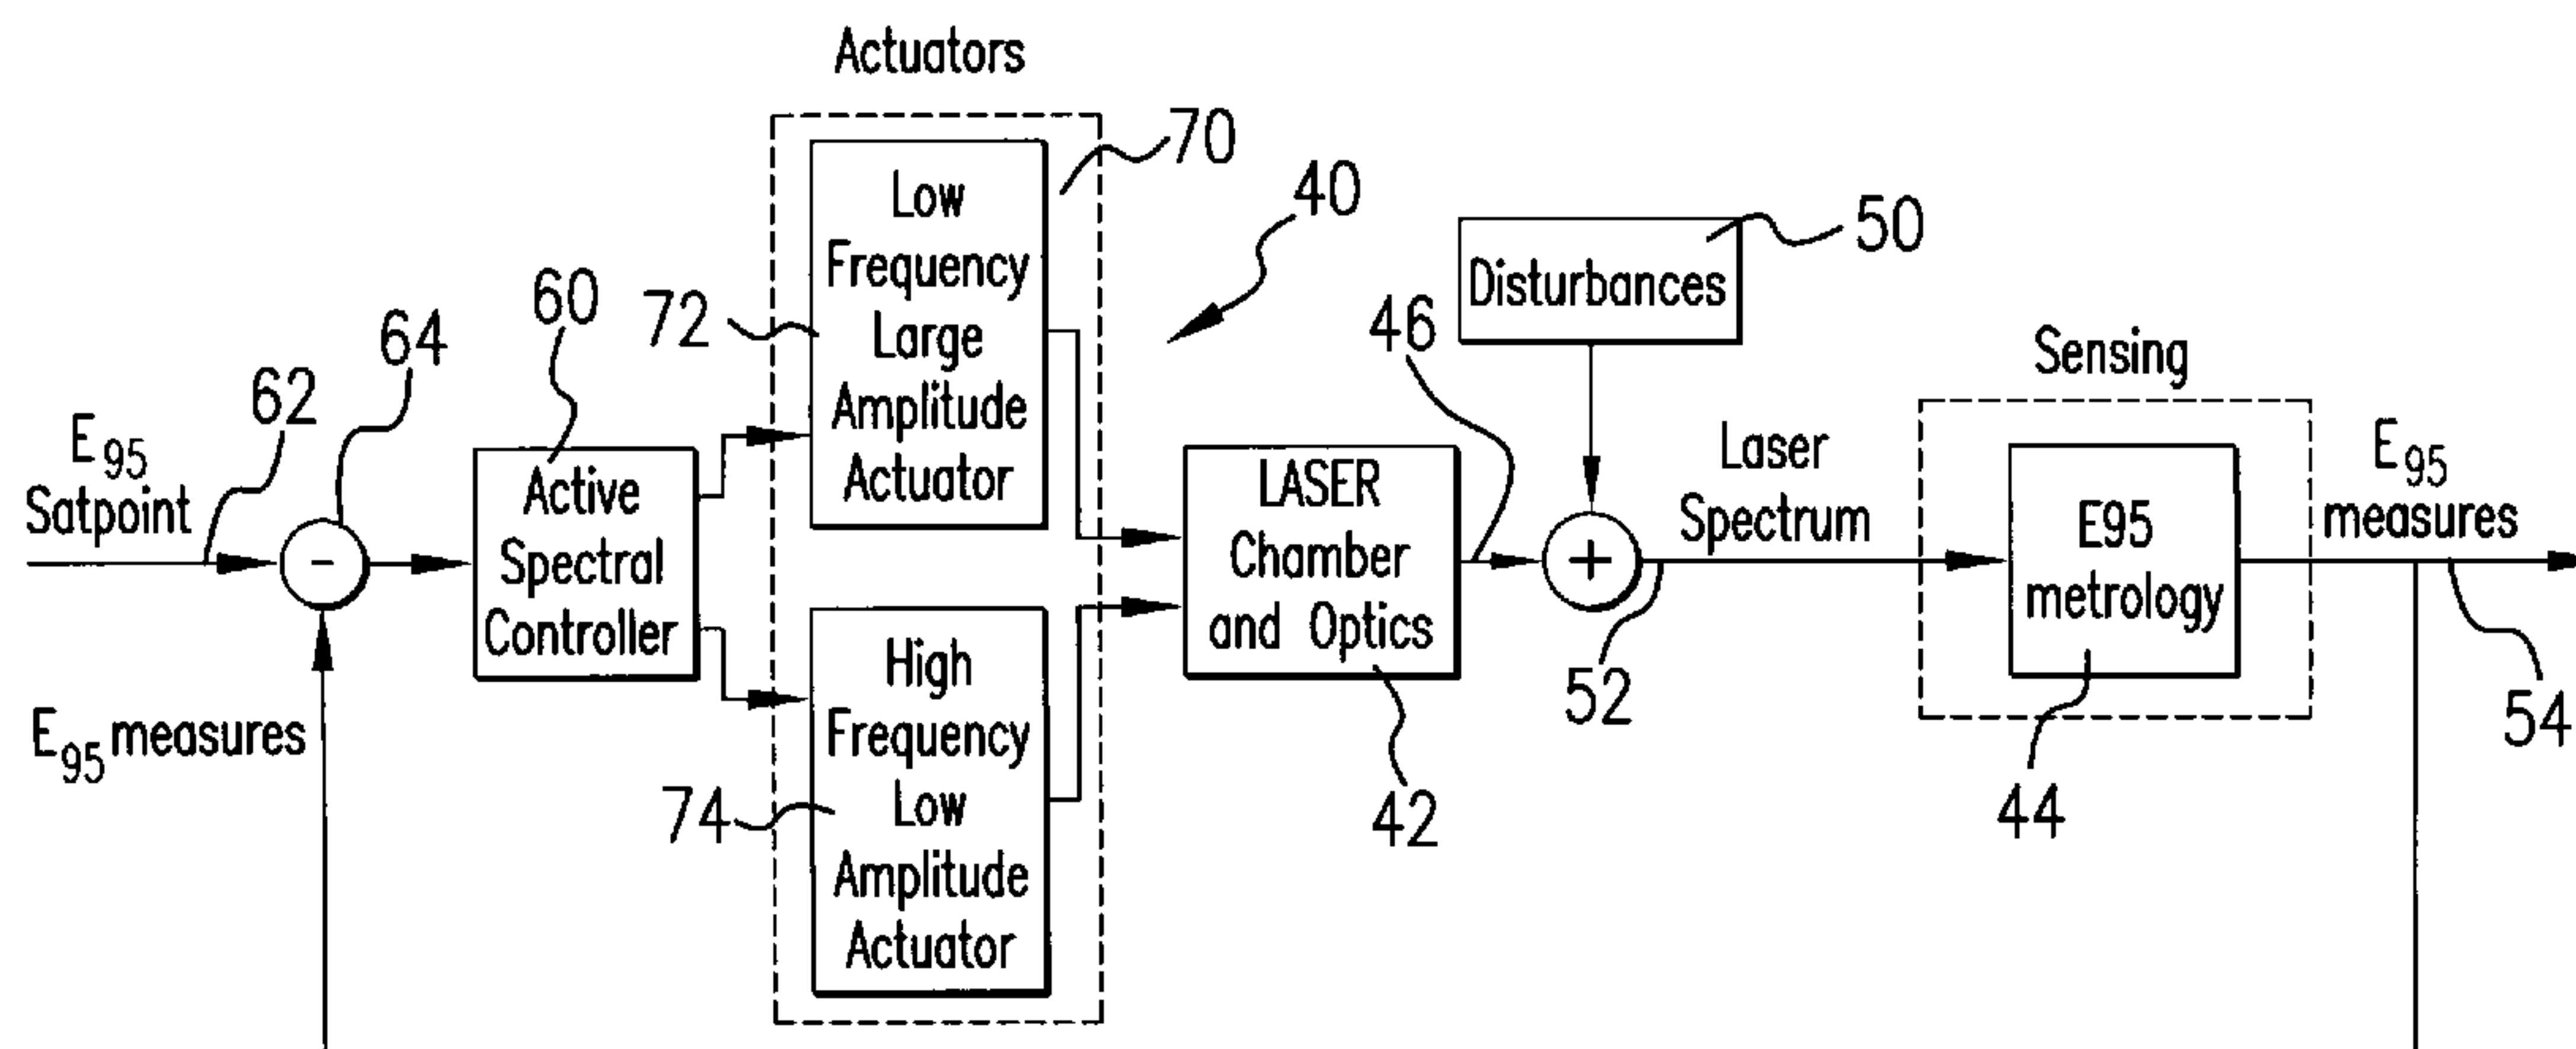 Actuators
70
40
Low
Frequency
Large
Amplitude
Actuator
72
50
Disturbances
60
64
62
46
Sensing
E95
Satpoint
Active
Spectral
Controller
LASER
Chamber
and Optics
Laser
Spectrum
E95
metrology
E95
measures
-
+
52
54
E95 measures
High
Frequency
Low
Amplitude
Actuator
74
42
44